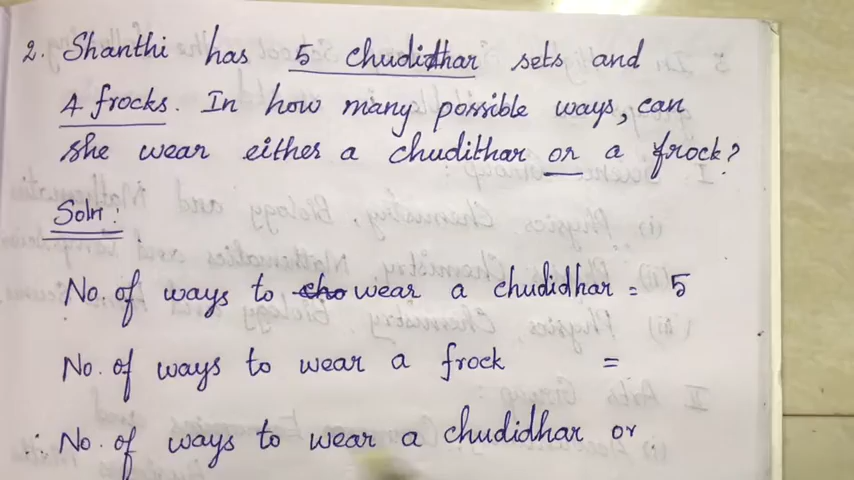 2. Shanthi has 5 chudidhar sets and
4 frocks. In how many possible ways, can
she wear either a chudithar or a frock?
Soln:
No. of ways to cho wear a chudidhar = 5
No. of ways to wear a frock =
∴ No. of ways to wear a chudidhar or